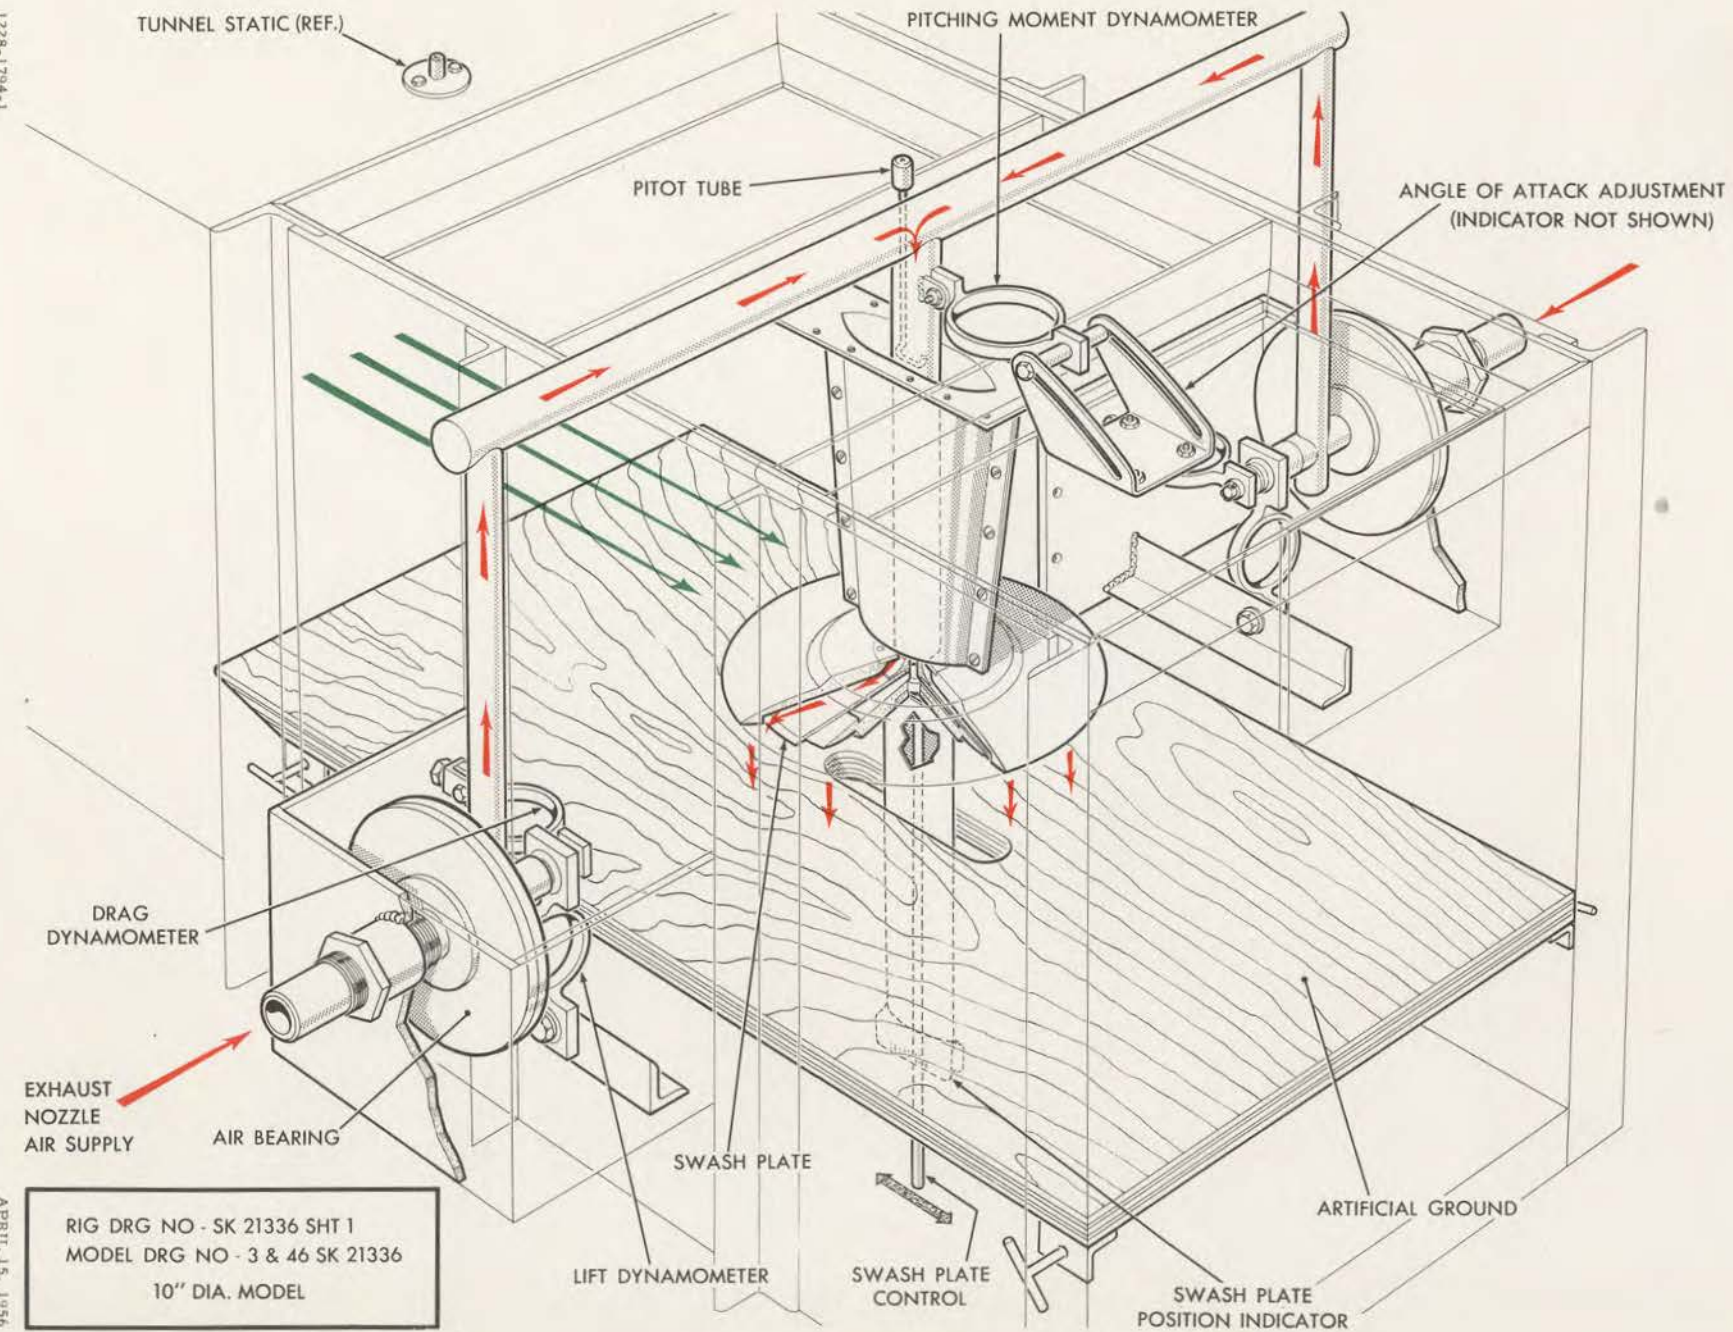 TUNNEL STATIC (REF.)
PITCHING MOMENT DYNAMOMETER
PITOT TUBE
ANGLE OF ATTACK ADJUSTMENT
(INDICATOR NOT SHOWN)
DRAG
DYNAMOMETER
EXHAUST
NOZZLE
AIR SUPPLY
AIR BEARING
SWASH PLATE
LIFT DYNAMOMETER
SWASH PLATE
CONTROL
SWASH PLATE
POSITION INDICATOR
ARTIFICIAL GROUND
RIG DRG NO - SK 21336 SHT 1
MODEL DRG NO - 3 & 46 SK 21336
10" DIA. MODEL
APRIL 15, 1956